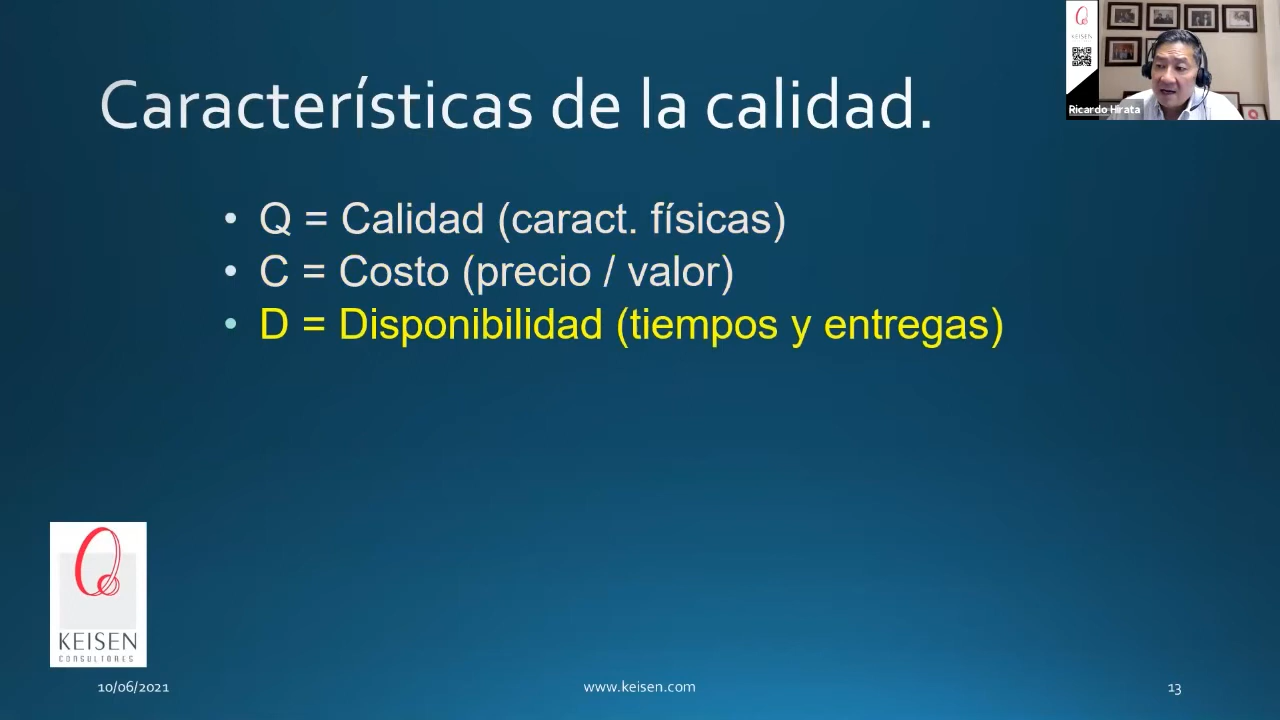 KEISEN
Ricardo Hirata
Características de la calidad.
• Q = Calidad (caract. físicas)
• C = Costo (precio / valor)
• D = Disponibilidad (tiempos y entregas)
KEISEN
CONSULTORES
10/06/2021
www.keisen.com
13